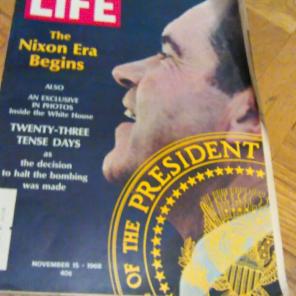 LIFE
The
Nixon Era
Begins
ALSO
AN EXCLUSIVE
IN PHOTOS
Inside the White House
TWENTY-THREE
TENSE DAYS
as
the decision
to halt the bombing
was made
OF THE PRESIDENT
NOVEMBER 15 · 1968
40¢